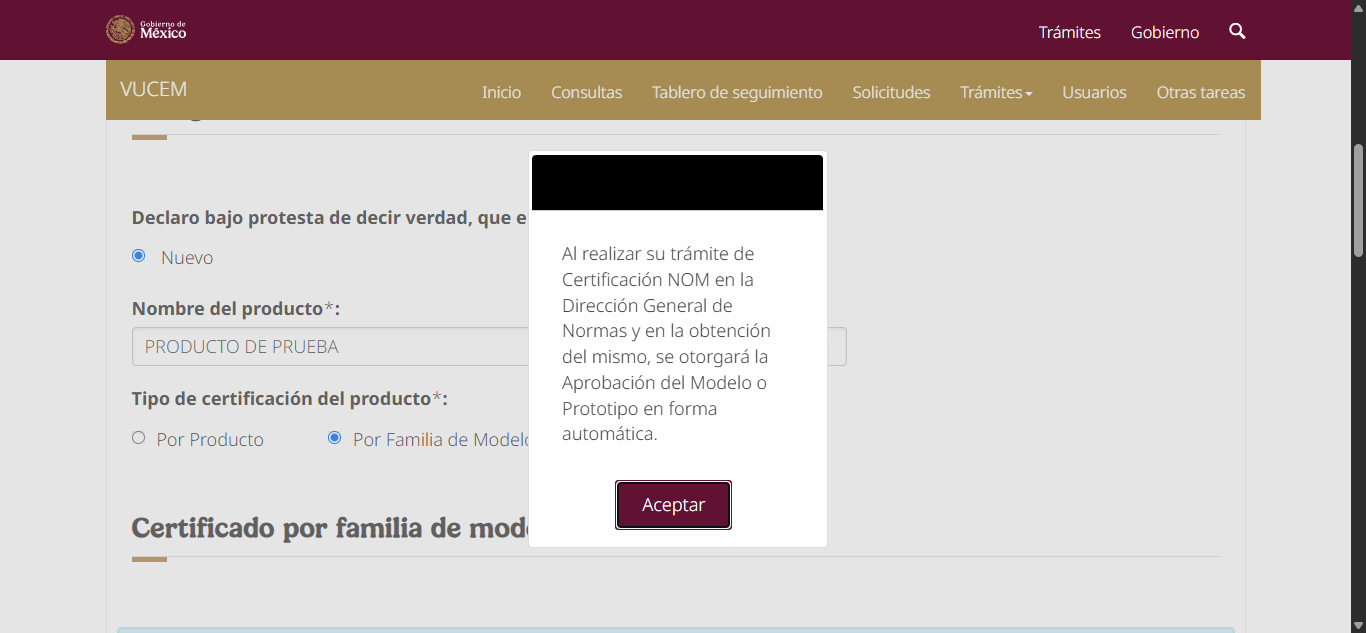 Gobierno de
México
Trámites
Gobierno
VUCEM
Inicio
Consultas
Tablero de seguimiento
Solicitudes
Trámites
Usuarios
Otras tareas
Declaro bajo protesta de decir verdad, que e
Nuevo
Nombre del producto*:
PRODUCTO DE PRUEBA
Tipo de certificación del producto*:
Por Producto
Por Familia de Model
Certificado por familia de mod
Al realizar su trámite de
Certificación NOM en la
Dirección General de
Normas y en la obtención
del mismo, se otorgará la
Aprobación del Modelo o
Prototipo en forma
automática.
Aceptar